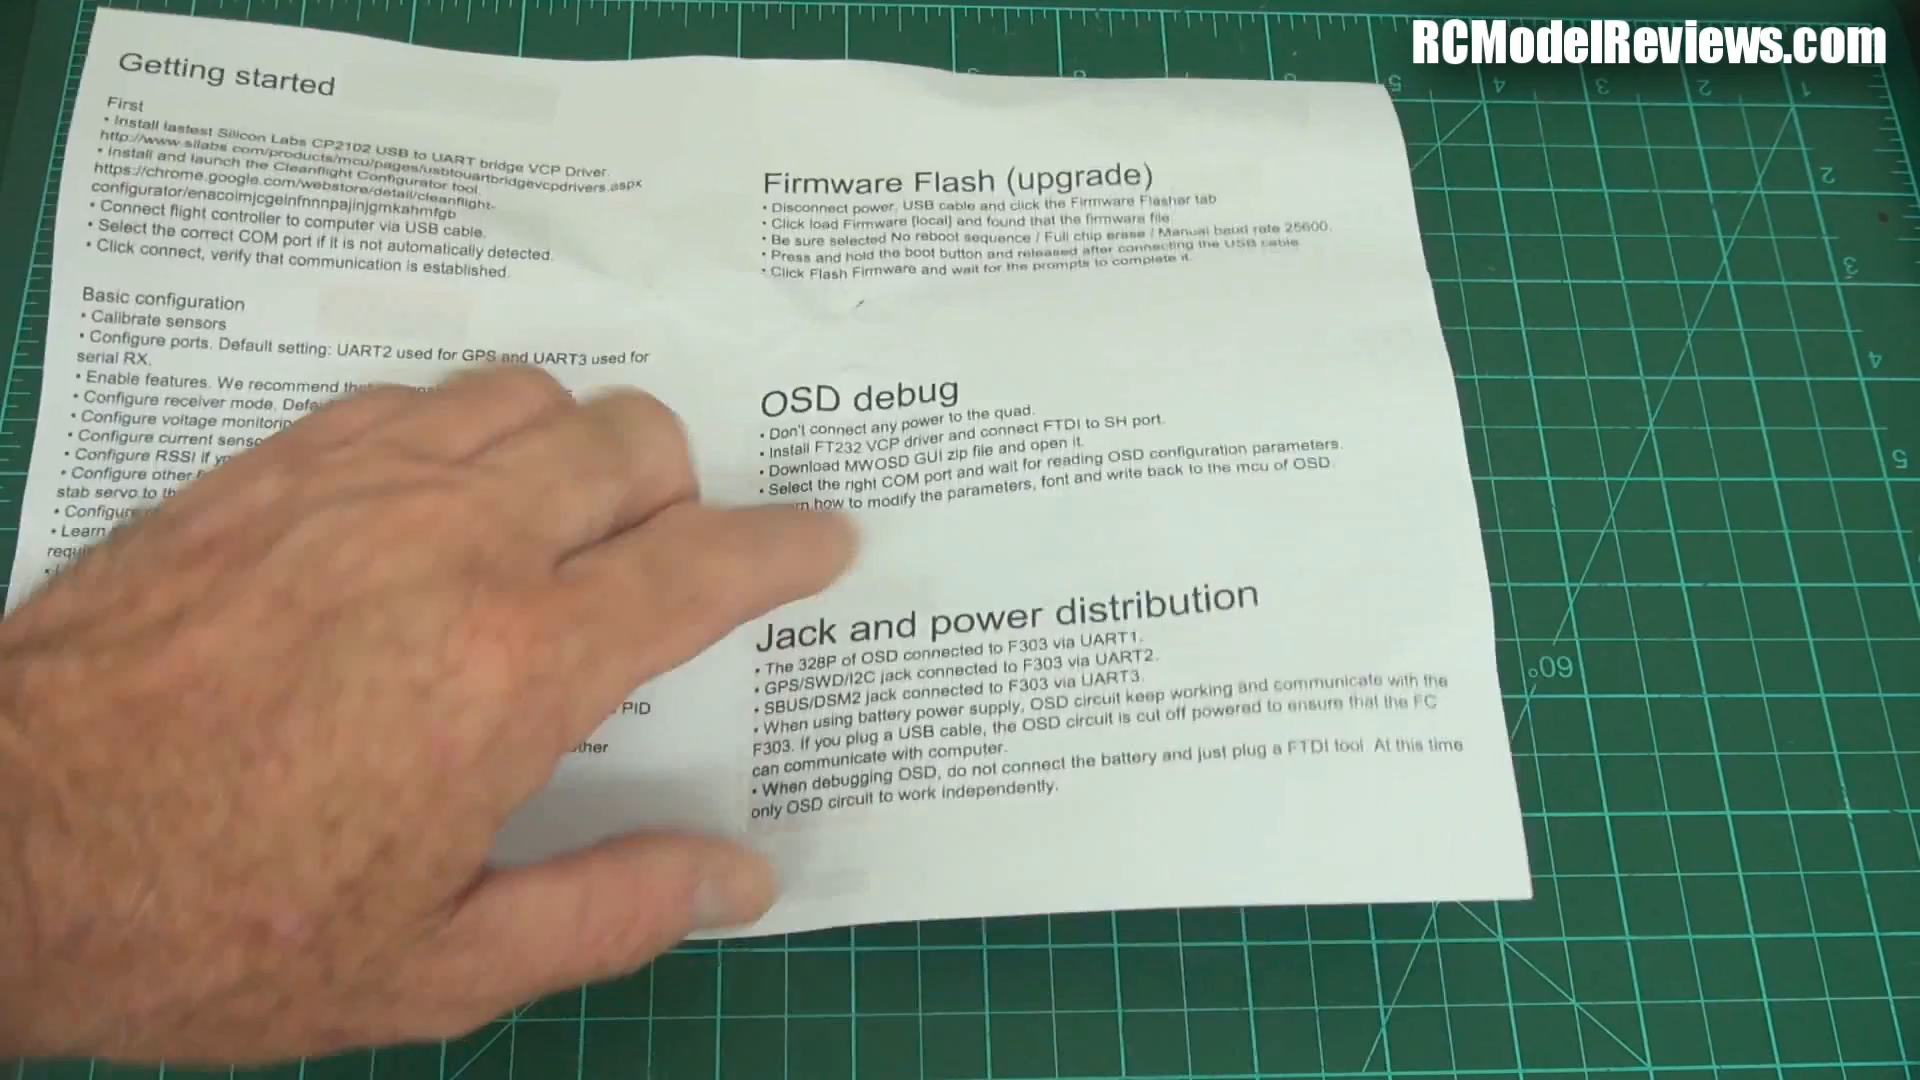 RCModelReviews.com
Getting started
First
• Install lastest Silicon Labs CP2102 USB to UART bridge VCP Driver.
http://www.silabs.com/products/mcu/pages/usbtouartbridgevcpdrivers.aspx
• Install and launch the Cleanflight Configurator tool.
https://chrome.google.com/webstore/detail/cleanflight-
configurator/enacoimjcgeinfnnnpajinjgmkahmfgb
• Connect flight controller to computer via USB cable.
• Select the correct COM port if it is not automatically detected.
• Click connect, verify that communication is established.
Basic configuration
• Calibrate sensors
• Configure ports. Default setting: UART2 used for GPS and UART3 used for
serial RX.
• Enable features. We recommend
• Configure receiver mode.
• Configure voltage
• Configure current
• Configure RSSI if
• Configure other
stab servo to
• Configure
• Learn
PID
Firmware Flash (upgrade)
• Disconnect power, USB cable and click the Firmware Flasher tab
• Click load Firmware [local] and found that the firmware file
• Be sure selected No reboot sequence / Full chip erase / Manual baud rate 25600.
• Press and hold the boot button and released after connecting the USB cable
• Click Flash Firmware and wait for the prompts to complete it.
OSD debug
• Don't connect any power to the quad.
• Install FT232 VCP driver and connect FTDI to SH port.
• Download MWOSD GUI zip file and open it.
• Select the right COM port and wait for reading OSD configuration parameters.
how to modify the parameters, font and write back to the mcu of OSD.
Jack and power distribution
• The 328P of OSD connected to F303 via UART1.
• GPS/SWD/I2C jack connected to F303 via UART2.
• SBUS/DSM2 jack connected to F303 via UART3.
• When using battery power supply, OSD circuit keep working and communicate with the
F303. If you plug a USB cable, the OSD circuit is cut off powered to ensure that the FC
can communicate with computer.
• When debugging OSD, do not connect the battery and just plug a FTDI tool. At this time
only OSD circuit to work independently.
5 4 3 2 1
2
3
4
5
60°